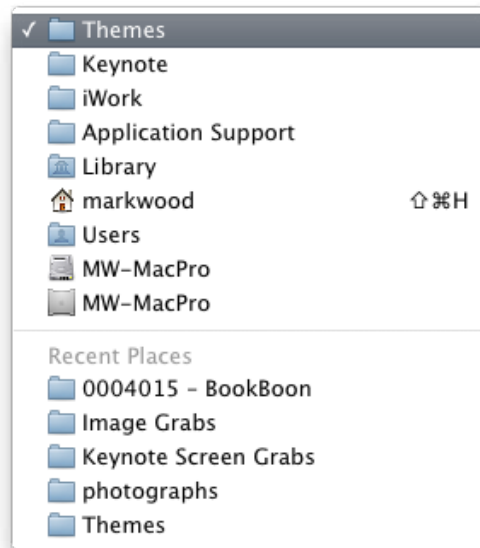 ✓ Themes
Keynote
iWork
Application Support
Library
markwood ⇧⌘H
Users
MW-MacPro
MW-MacPro
Recent Places
0004015 – BookBoon
Image Grabs
Keynote Screen Grabs
photographs
Themes